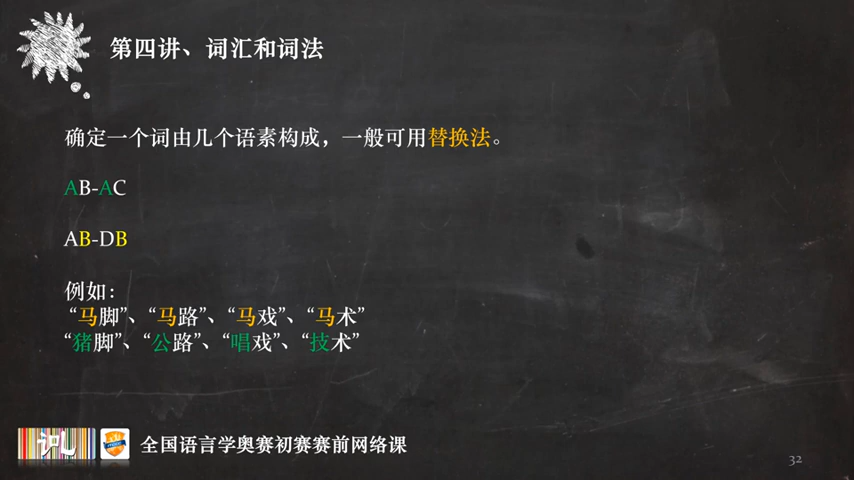 第四讲、词汇和词法
确定一个词由几个语素构成，一般可用替换法。
AB-AC
AB-DB
例如：
“马脚”、“马路”、“马戏”、“马术”
“猪脚”、“公路”、“唱戏”、“技术”
全国语言学奥赛初赛赛前网络课
32